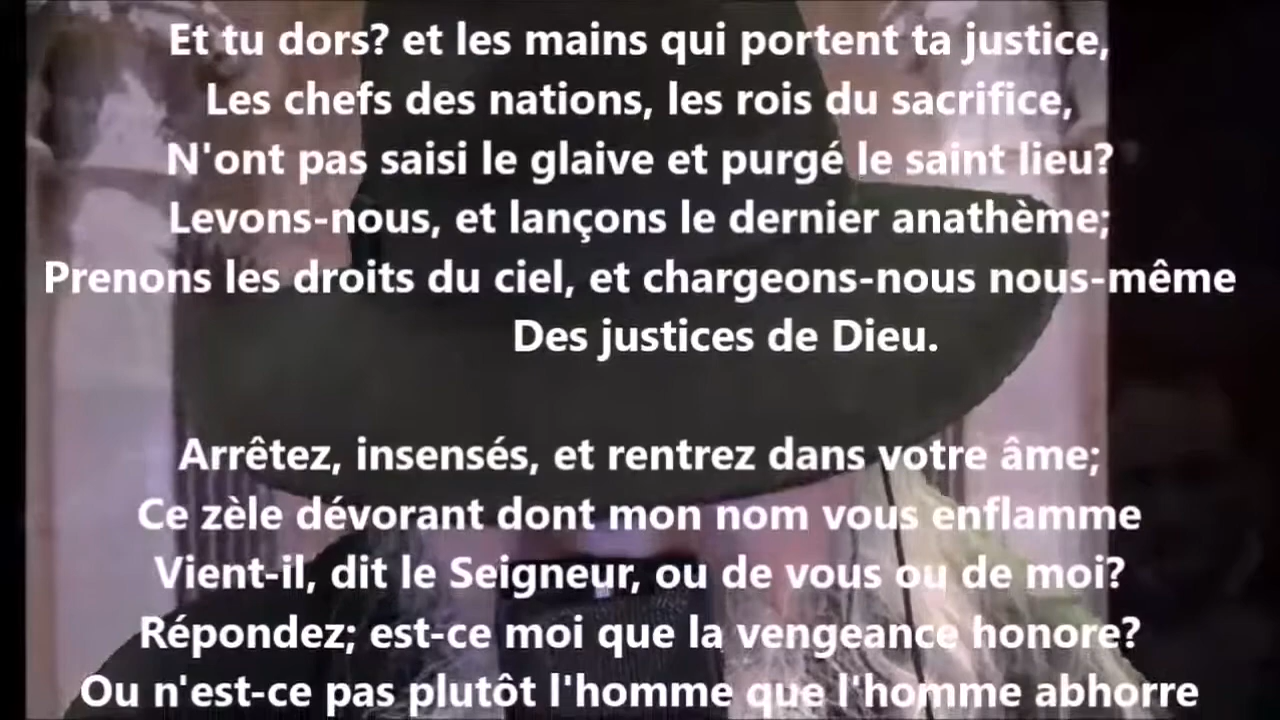 Et tu dors? et les mains qui portent ta justice,
Les chefs des nations, les rois du sacrifice,
N'ont pas saisi le glaive et purgé le saint lieu?
Levons-nous, et lançons le dernier anathème;
Prenons les droits du ciel, et chargeons-nous nous-même
Des justices de Dieu.
Arrêtez, insensés, et rentrez dans votre âme;
Ce zèle dévorant dont mon nom vous enflamme
Vient-il, dit le Seigneur, ou de vous ou de moi?
Répondez; est-ce moi que la vengeance honore?
Ou n'est-ce pas plutôt l'homme que l'homme abhorre